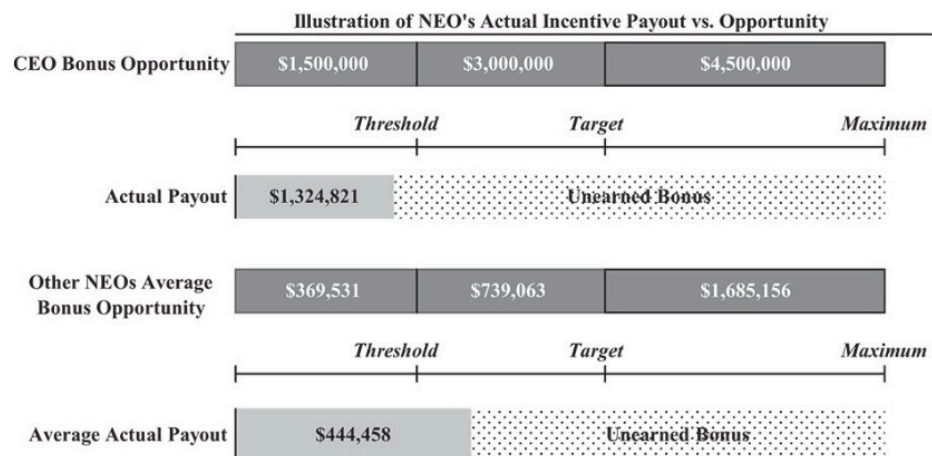 Illustration of NEO's Actual Incentive Payout vs. Opportunity
CEO Bonus Opportunity $1,500,000 $3,000,000 $4,500,000
Threshold Target Maximum
Actual Payout $1,324,821 Unearned Bonus
Other NEOs Average
Bonus Opportunity $369,531 $739,063 $1,685,156
Threshold Target Maximum
Average Actual Payout $444,458 Unearned Bonus